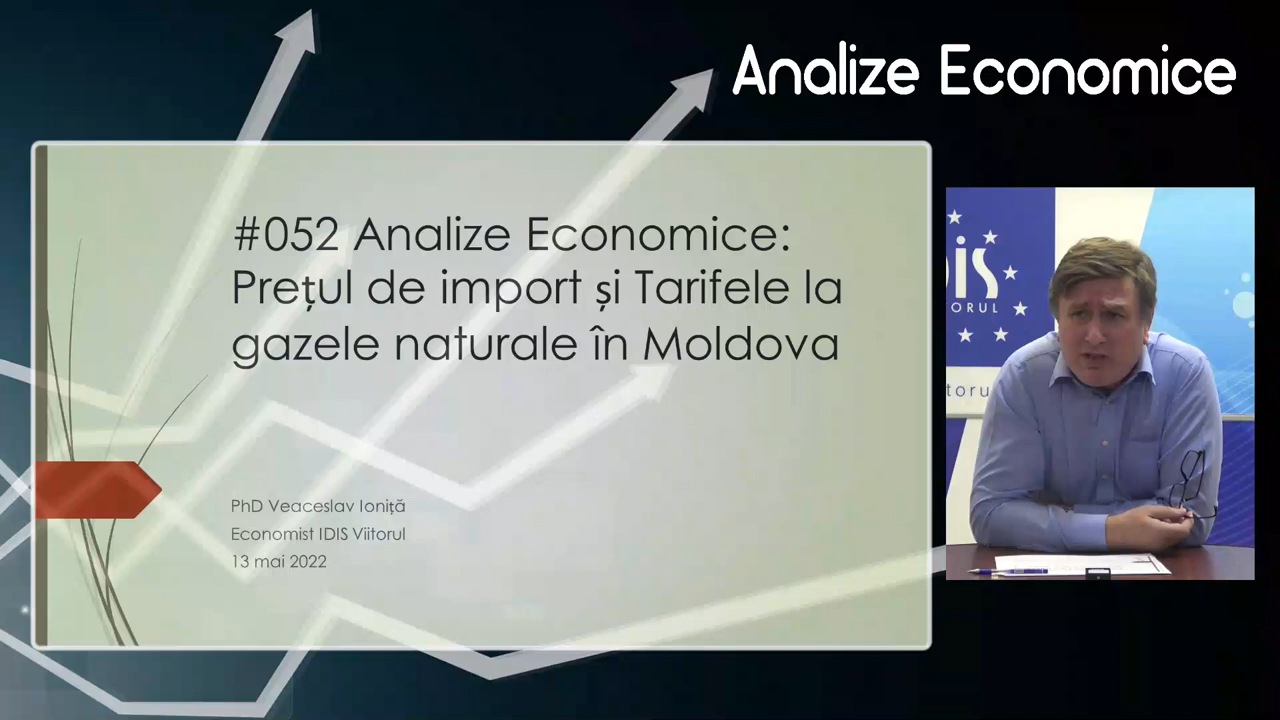 Analize Economice
#052 Analize Economice:
Prețul de import și Tarifele la
gazele naturale în Moldova
PhD Veaceslav Ioniță
Economist IDIS Viitorul
13 mai 2022